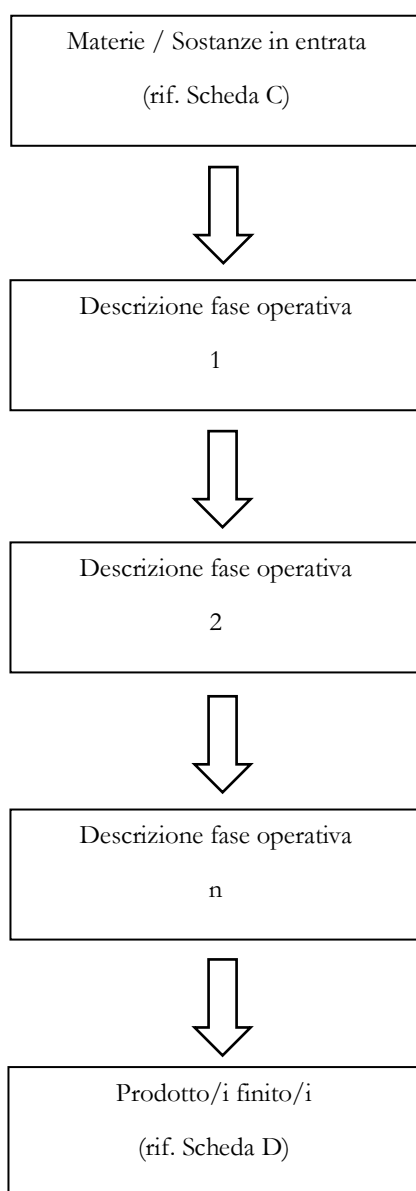 Materie / Sostanze in entrata
(rif. Scheda C)
Descrizione fase operativa
1
Descrizione fase operativa
2
Descrizione fase operativa
n
Prodotto/i finito/i
(rif. Scheda D)